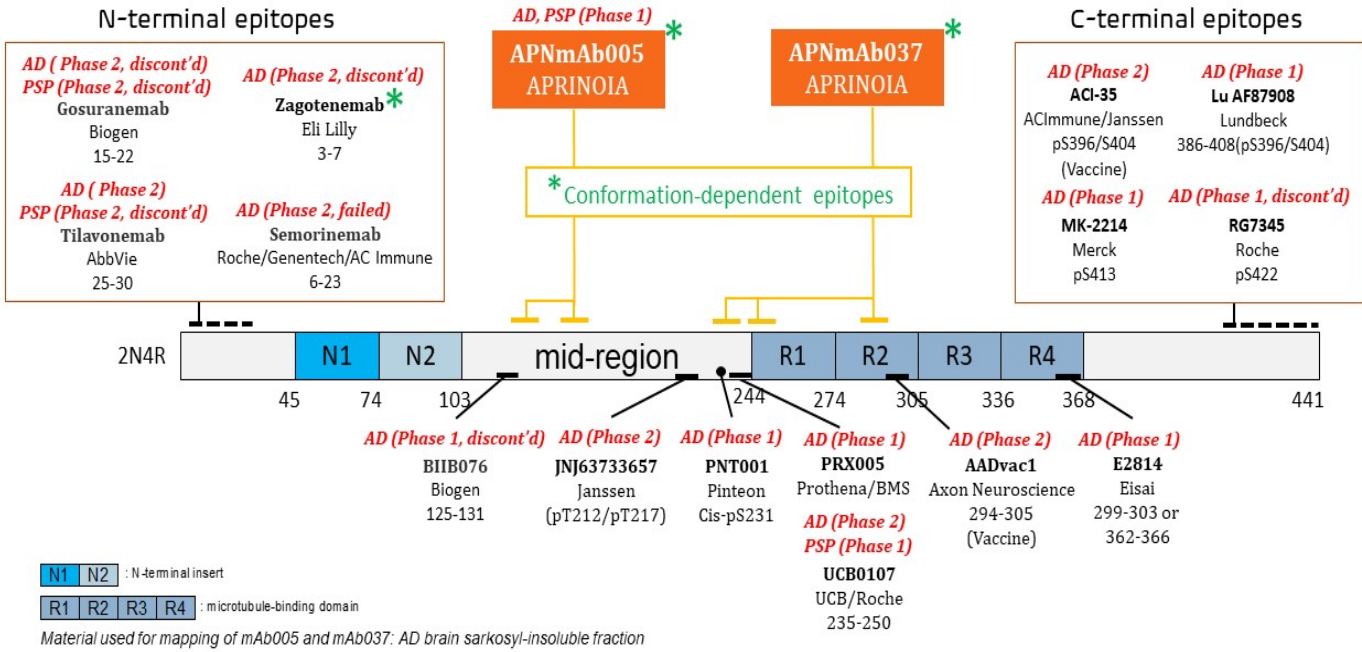 N-terminal epitopes
AD ( Phase 2, discont'd)
PSP (Phase 2, discont'd)
Gosuranemab
Biogen
15-22
AD (Phase 2, discont'd)
Zagotenemab*
Eli Lilly
3-7
AD ( Phase 2)
PSP (Phase 2, discont'd)
Tilavonemab
AbbVie
25-30
AD (Phase 2, failed)
Semorinemab
Roche/Genentech/AC Immune
6-23
AD, PSP (Phase 1)
*
APNmAb005
APRINOIA
*
APNmAb037
APRINOIA
*Conformation-dependent epitopes
C-terminal epitopes
AD (Phase 2)
ACI-35
ACImmune/Janssen
pS396/S404
(Vaccine)
AD (Phase 1)
Lu AF87908
Lundbeck
386-408(pS396/S404)
AD (Phase 1)
MK-2214
Merck
pS413
AD (Phase 1, discont'd)
RG7345
Roche
pS422
2N4R
N1 N2 mid-region R1 R2 R3 R4
45 74 103 244 274 305 336 368 441
AD (Phase 1, discont'd)
BIIB076
Biogen
125-131
AD (Phase 2)
JNJ63733657
Janssen
(pT212/pT217)
AD (Phase 1)
PNT001
Pinteon
Cis-pS231
AD (Phase 1)
PRX005
Prothena/BMS
AD (Phase 2)
PSP (Phase 1)
UCB0107
UCB/Roche
235-250
AD (Phase 2)
AADvac1
Axon Neuroscience
294-305
(Vaccine)
AD (Phase 1)
E2814
Eisai
299-303 or
362-366
N1 N2 : N-terminal insert
R1 R2 R3 R4 : microtubule-binding domain
Material used for mapping of mAb005 and mAb037: AD brain sarkosyl-insoluble fraction